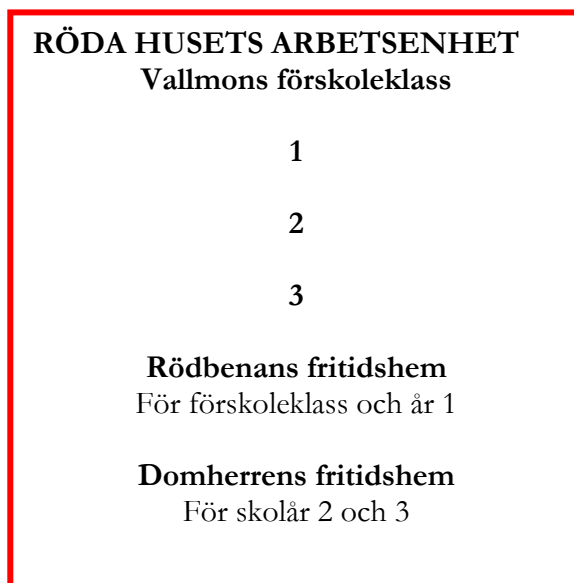 RÖDA HUSETS ARBETSENHET
Vallmons förskoleklass
1
2
3
Rödbenans fritidshem
För förskoleklass och år 1
Domherrens fritidshem
För skolår 2 och 3